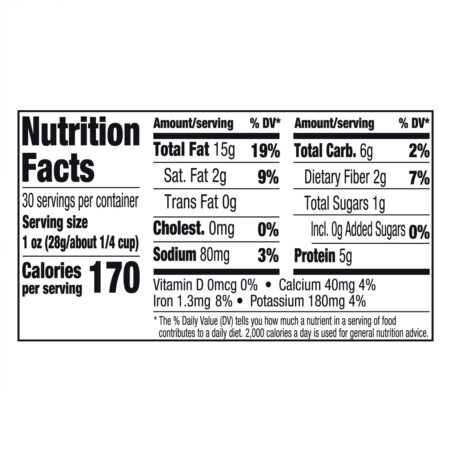 Nutrition
Facts
30 servings per container
Serving size
1 oz (28g/about 1/4 cup)
Calories
per serving 170
Amount/serving % DV*
Total Fat 15g 19%
Sat. Fat 2g 9%
Trans Fat 0g
Cholest. 0mg 0%
Sodium 80mg 3%
Amount/serving % DV*
Total Carb. 6g 2%
Dietary Fiber 2g 7%
Total Sugars 1g
Incl. 0g Added Sugars 0%
Protein 5g
Vitamin D 0mcg 0% • Calcium 40mg 4%
Iron 1.3mg 8% • Potassium 180mg 4%
* The % Daily Value (DV) tells you how much a nutrient in a serving of food
contributes to a daily diet. 2,000 calories a day is used for general nutrition advice.